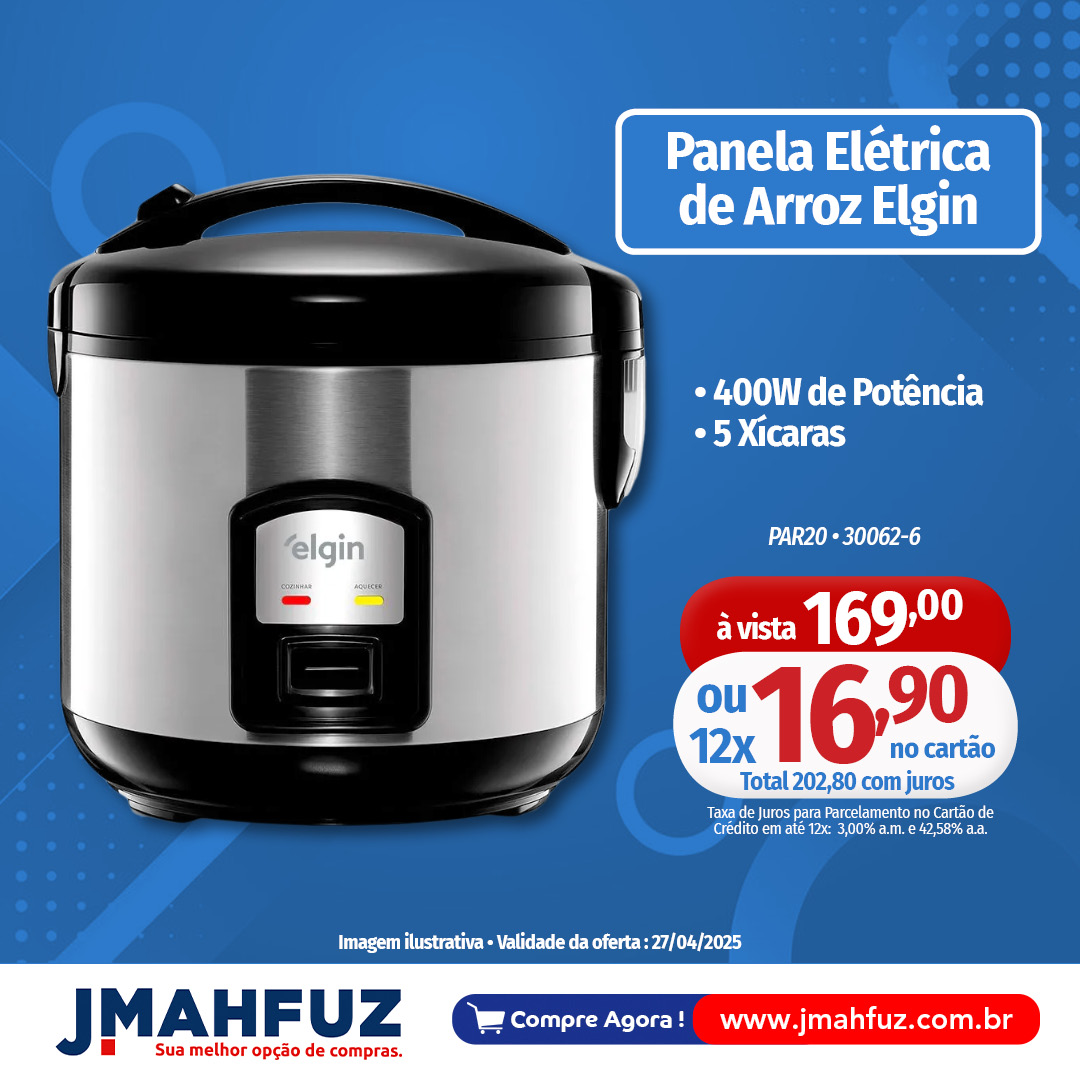 Panela Elétrica
de Arroz Elgin
• 400W de Potência
• 5 Xícaras
PAR20 • 30062-6
elgin
COZINHAR AQUECER
à vista 169,00
ou 12x 16,90 no cartão
Total 202,80 com juros
Taxa de Juros para Parcelamento no Cartão de
Crédito em até 12x: 3,00% a.m. e 42,58% a.a.
Imagem ilustrativa • Validade da oferta : 27/04/2025
JMAHFUZ
Sua melhor opção de compras.
Compre Agora !
www.jmahfuz.com.br